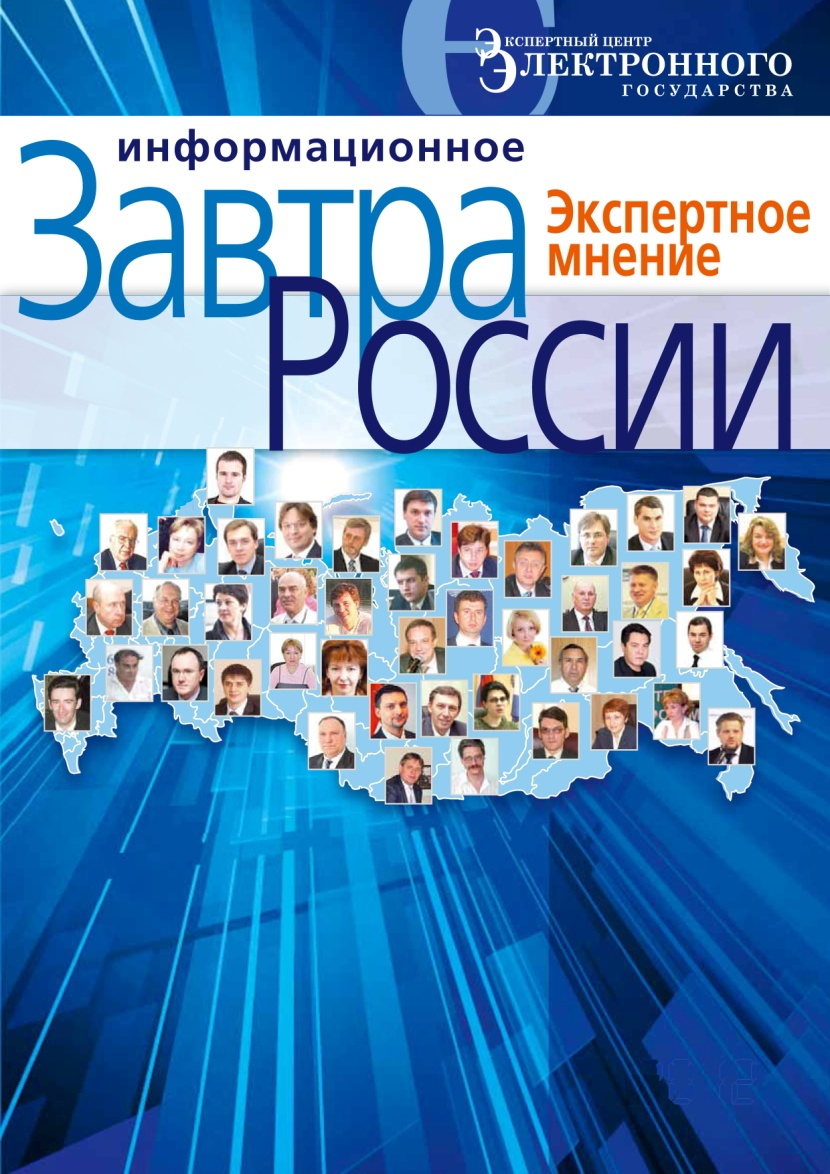 ЭКСПЕРТНЫЙ ЦЕНТР
ЭЛЕКТРОННОГО
ГОСУДАРСТВА
информационное
Завтра
России
Экспертное
мнение